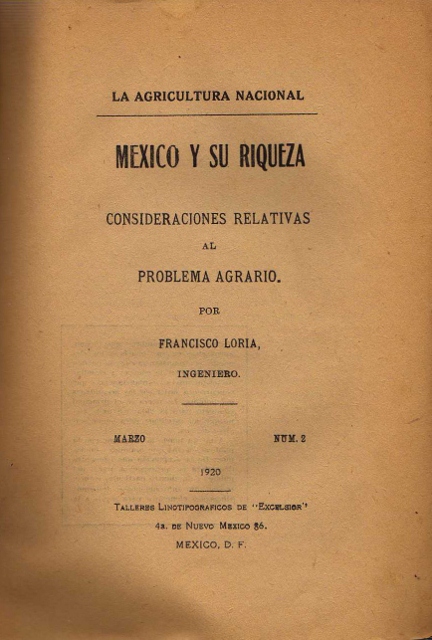 LA AGRICULTURA NACIONAL
MEXICO Y SU RIQUEZA
CONSIDERACIONES RELATIVAS
AL
PROBLEMA AGRARIO.
POR
FRANCISCO LORIA,
INGENIERO.
MARZO NUM. 2
1920
TALLERES LINOTIPOGRAFICOS DE "EXCELSIOR"
4a. DE NUEVO MEXICO 86.
MEXICO, D. F.